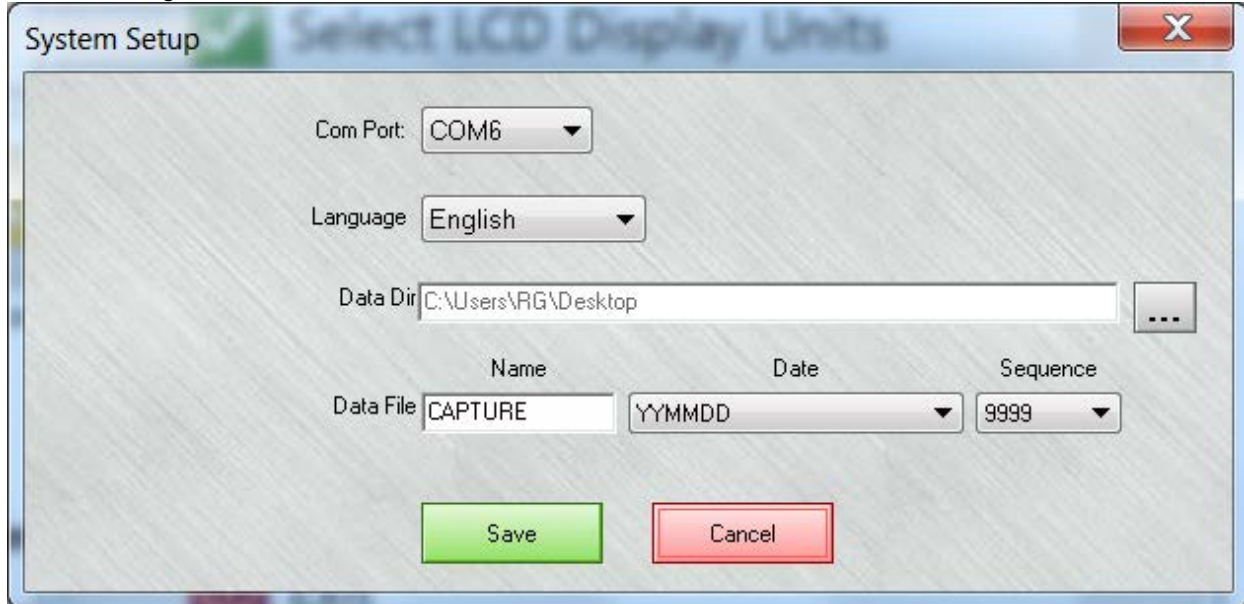 System Setup
Select LCD Display Units
Com Port: COM6
Language English
Data Dir C:\Users\RG\Desktop ...
Name Date Sequence
Data File CAPTURE YYMMDD 9999
Save Cancel